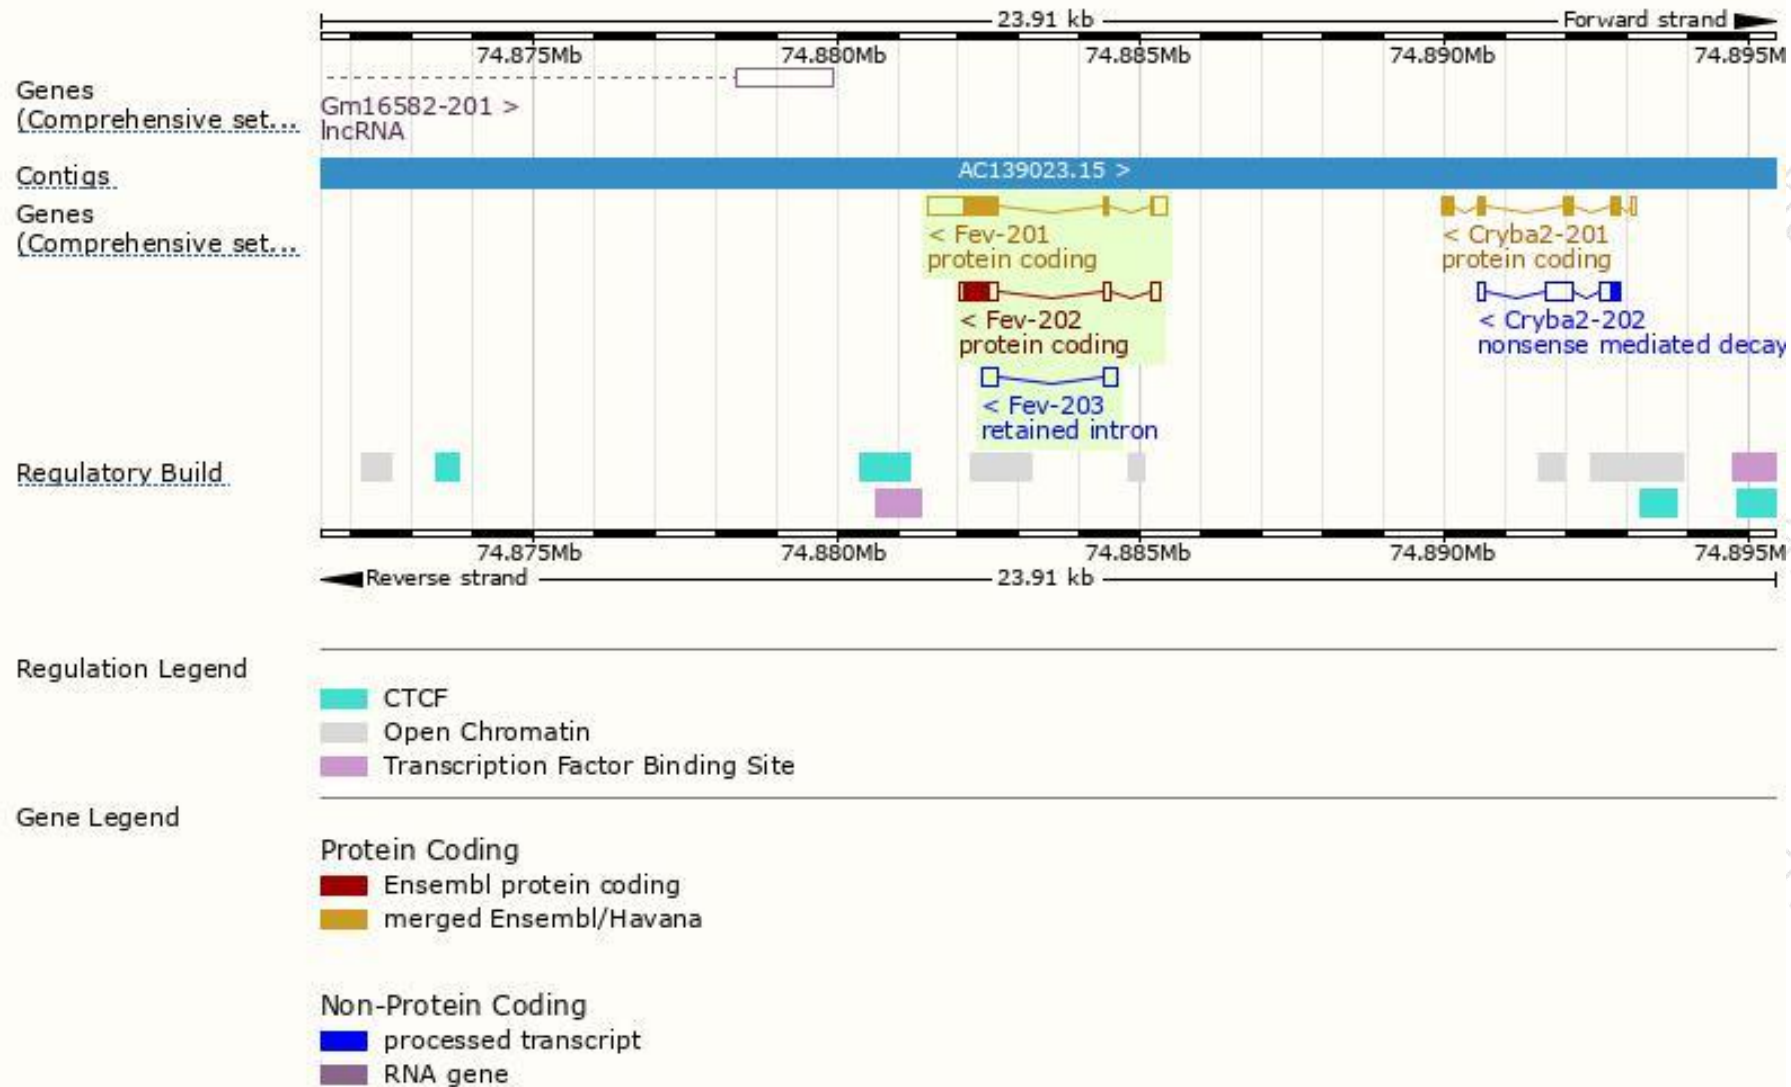 23.91 kb Forward strand
74.875Mb 74.880Mb 74.885Mb 74.890Mb 74.895M
Genes
(Comprehensive set...
Gm16582-201 >
lncRNA
Contigs
AC139023.15 >
Genes
(Comprehensive set...
< Fev-201
protein coding
< Cryba2-201
protein coding
< Fev-202
protein coding
< Cryba2-202
nonsense mediated decay
< Fev-203
retained intron
Regulatory Build
74.875Mb 74.880Mb 74.885Mb 74.890Mb 74.895M
Reverse strand 23.91 kb
Regulation Legend
CTCF
Open Chromatin
Transcription Factor Binding Site
Gene Legend
Protein Coding
Ensembl protein coding
merged Ensembl/Havana
Non-Protein Coding
processed transcript
RNA gene